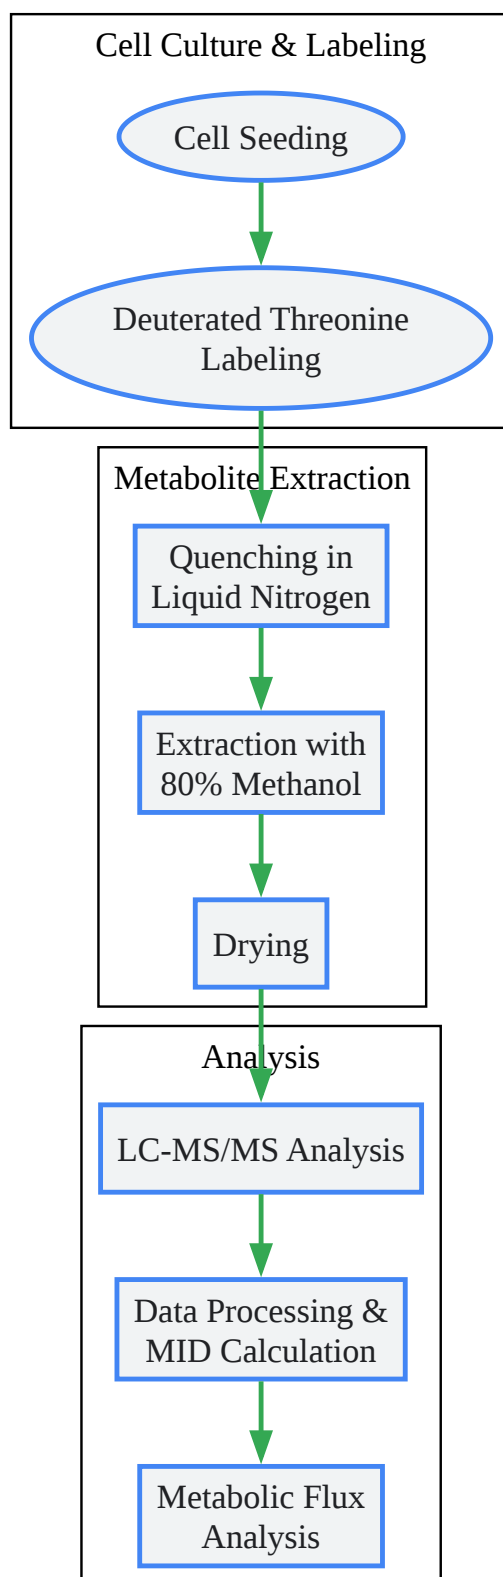 Cell Culture & Labeling
Cell Seeding
Deuterated Threonine
Labeling
Metabolite Extraction
Quenching in
Liquid Nitrogen
Extraction with
80% Methanol
Drying
Analysis
LC-MS/MS Analysis
Data Processing &
MID Calculation
Metabolic Flux
Analysis